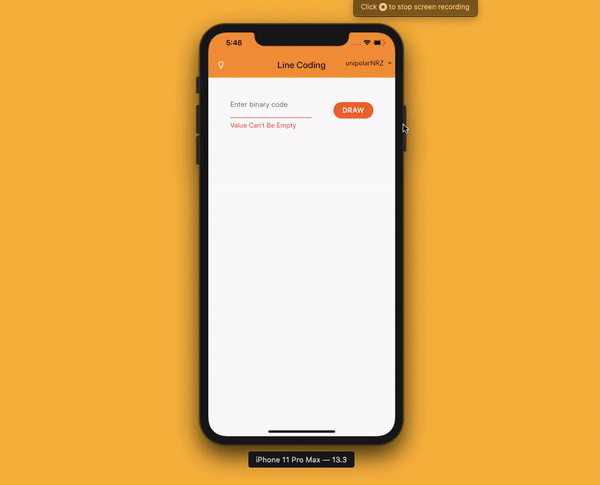 Click to stop screen recording
5:46
Line Coding
unipolarNRZ
Enter binary code
DRAW
Value Can't Be Empty
iPhone 11 Pro Max — 13.3